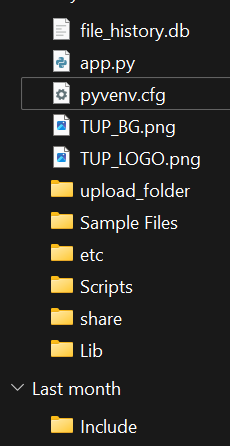 file_history.db
app.py
pyvenv.cfg
TUP_BG.png
TUP_LOGO.png
upload_folder
Sample Files
etc
Scripts
share
Lib
Last month
Include